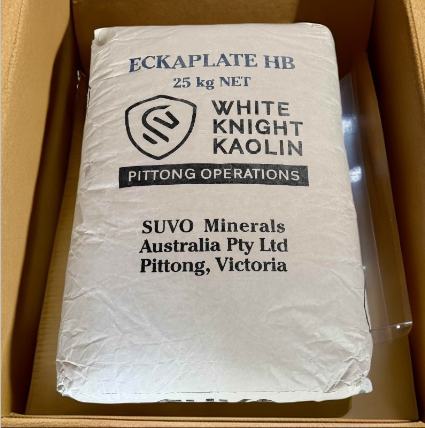 ECKAPLATE HB
25 kg NET
WHITE
KNIGHT
KAOLIN
PITTONG OPERATIONS
SUVO Minerals
Australia Pty Ltd
Pittong, Victoria